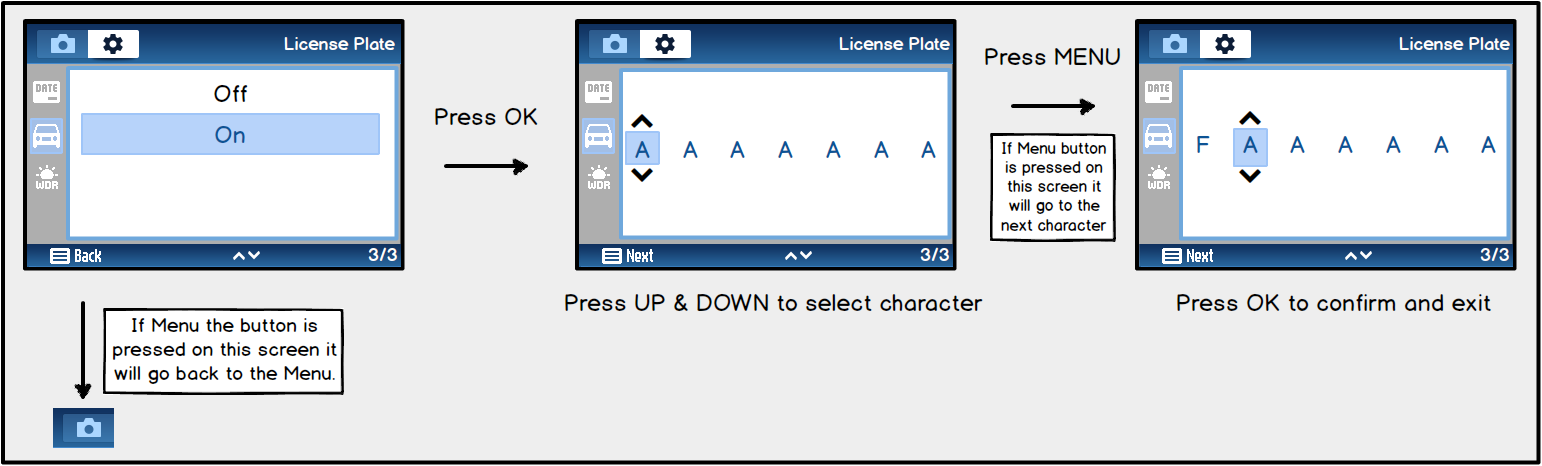 License Plate
DATE
Off
On
WDR
Back
3/3
Press OK
License Plate
DATE
A A A A A A A
WDR
Next
3/3
Press UP & DOWN to select character
Press MENU
If Menu button
is pressed on
this screen it
will go to the
next character
License Plate
DATE
F A A A A A A
WDR
Next
3/3
Press OK to confirm and exit
If Menu the button is
pressed on this screen it
will go back to the Menu.